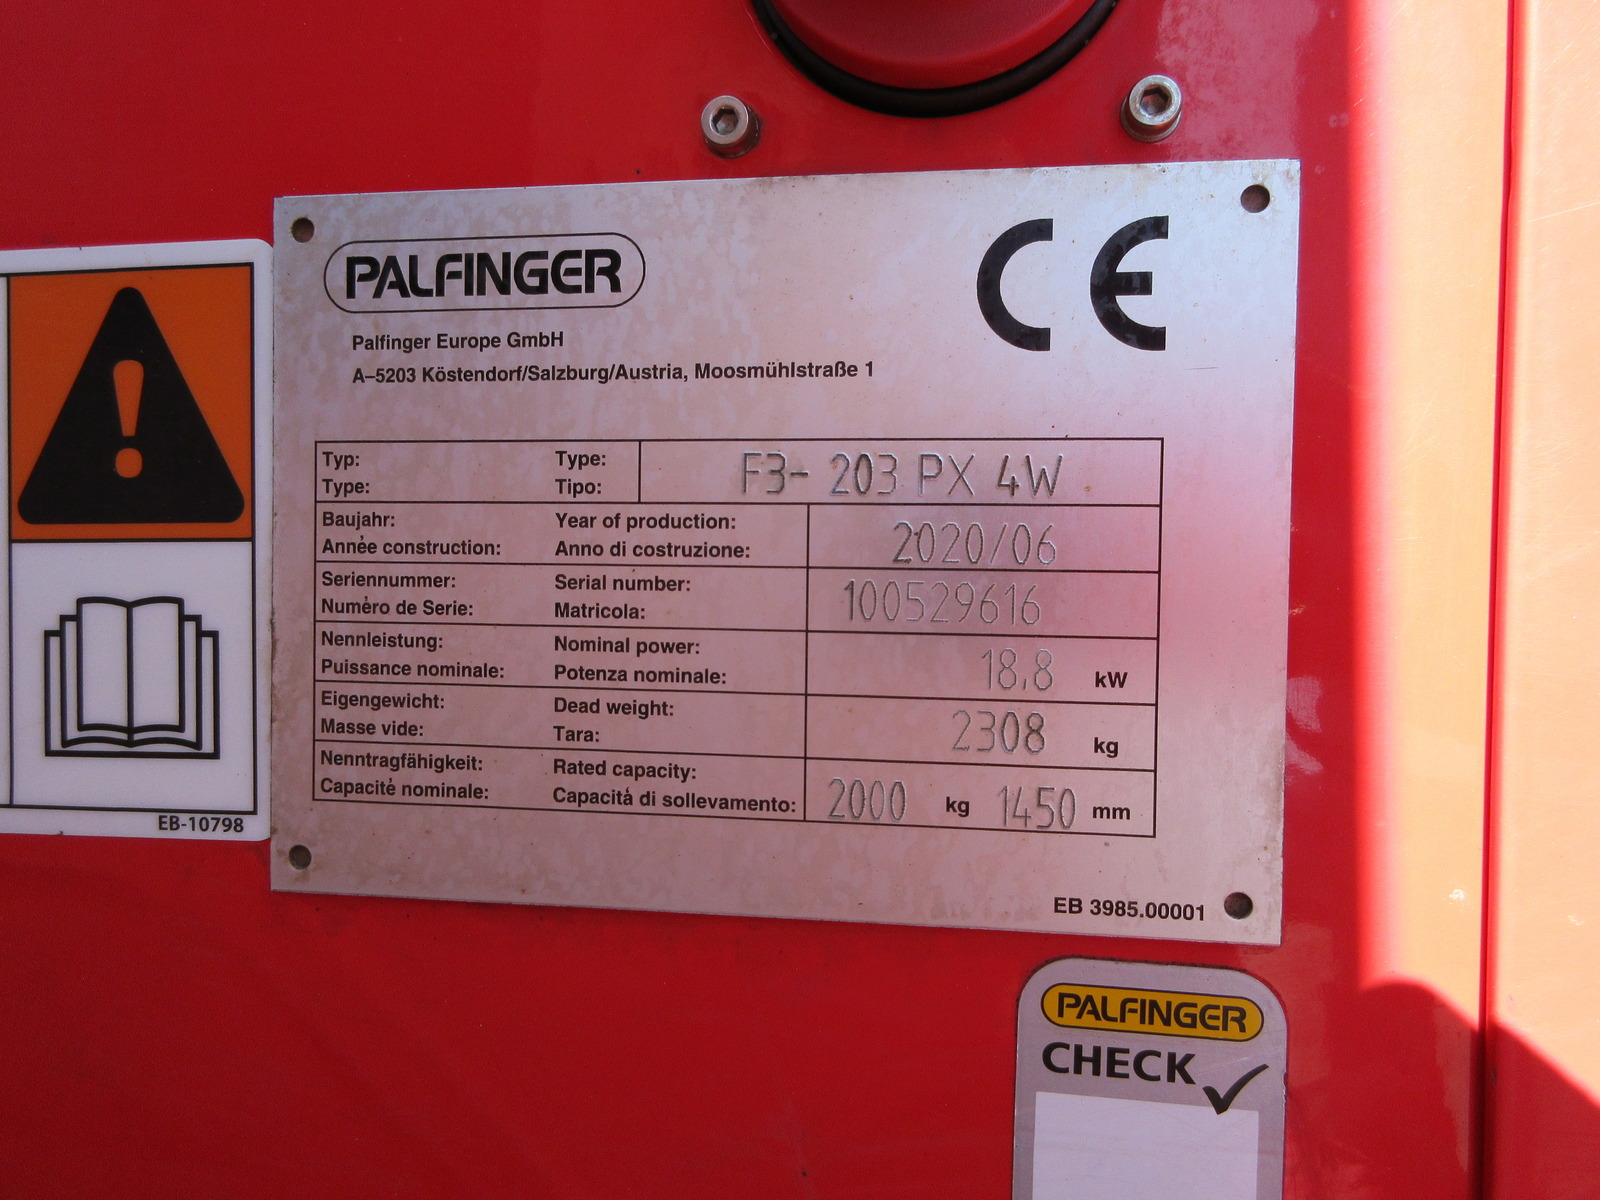 PALFINGER
CE
Palfinger Europe GmbH
A–5203 Köstendorf/Salzburg/Austria, Moosmühlstraße 1
Typ: Type: F3- 203 PX 4W
Type: Tipo:
Baujahr: Year of production: 2020/06
Année construction: Anno di costruzione:
Seriennummer: Serial number: 100529616
Numèro de Serie: Matricola:
Nennleistung: Nominal power: 18,8 kW
Puissance nominale: Potenza nominale:
Eigengewicht: Dead weight: 2308 kg
Masse vide: Tara:
Nenntragfähigkeit: Rated capacity: 2000 kg 1450 mm
Capacité nominale: Capacità di sollevamento:
EB-10798
EB 3985.00001
PALFINGER
CHECK